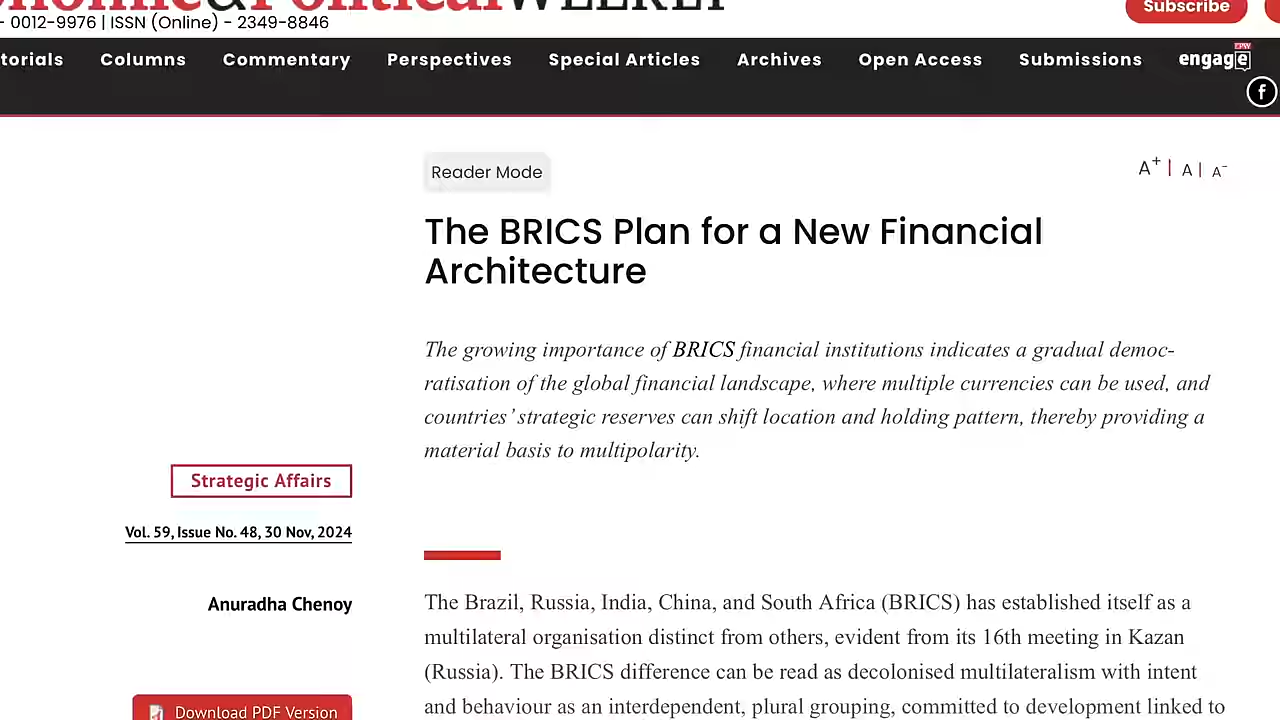 Political WEEKLY
- 0012-9976 | ISSN (Online) - 2349-8846
Subscribe
torials Columns Commentary Perspectives Special Articles Archives Open Access Submissions engage EPW
f
Reader Mode
A+ | A | A-
The BRICS Plan for a New Financial
Architecture
The growing importance of BRICS financial institutions indicates a gradual democ-
ratisation of the global financial landscape, where multiple currencies can be used, and
countries’ strategic reserves can shift location and holding pattern, thereby providing a
material basis to multipolarity.
Strategic Affairs
Vol. 59, Issue No. 48, 30 Nov, 2024
Anuradha Chenoy
Download PDF Version
The Brazil, Russia, India, China, and South Africa (BRICS) has established itself as a
multilateral organisation distinct from others, evident from its 16th meeting in Kazan
(Russia). The BRICS difference can be read as decolonised multilateralism with intent
and behaviour as an interdependent, plural grouping, committed to development linked to